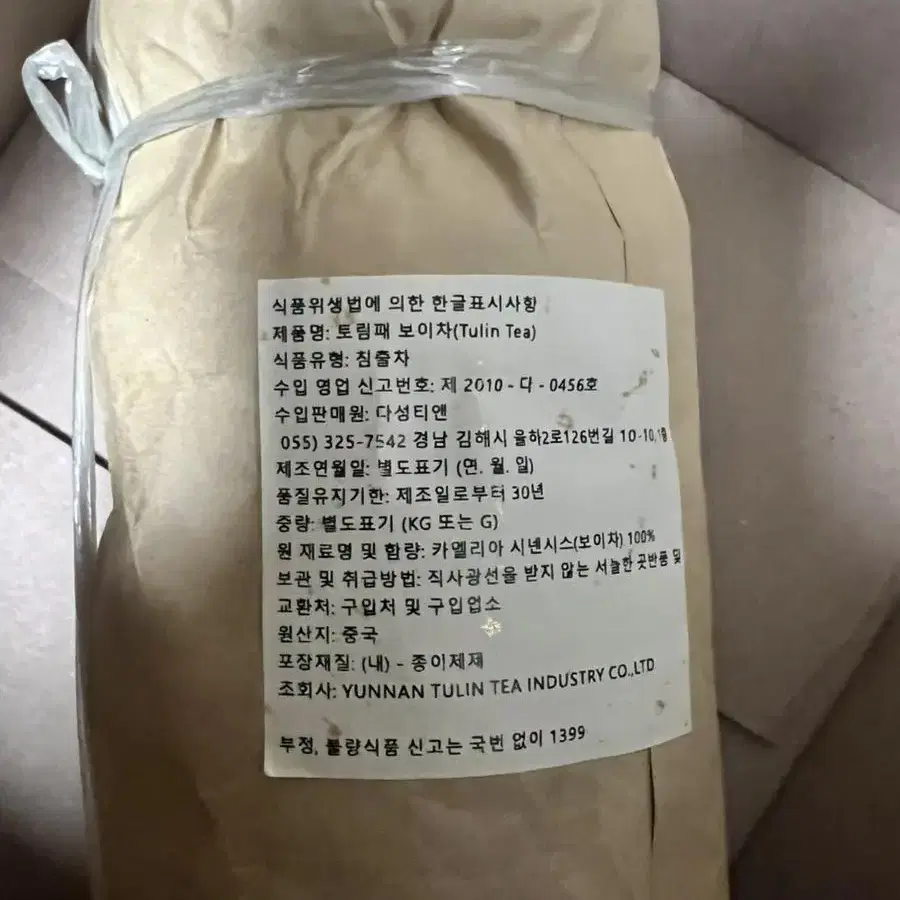 식품위생법에 의한 한글표시사항
제품명: 토림패 보이차(Tulin Tea)
식품유형: 침출차
수입 영업 신고번호: 제 2010 - 다 - 0456호
수입판매원: 다성티앤
055) 325-7542 경남 김해시 율하2로126번길 10-10,1층
제조연월일: 별도표기 (연. 월. 일)
품질유지기한: 제조일로부터 30년
중량: 별도표기 (KG 또는 G)
원 재료명 및 함량: 카멜리아 시넨시스(보이차) 100%
보관 및 취급방법: 직사광선을 받지 않는 서늘한 곳반품 및
교환처: 구입처 및 구입업소
원산지: 중국
포장재질: (내) - 종이제재
조회사: YUNNAN TULIN TEA INDUSTRY CO.,LTD
부정, 불량식품 신고는 국번 없이 1399